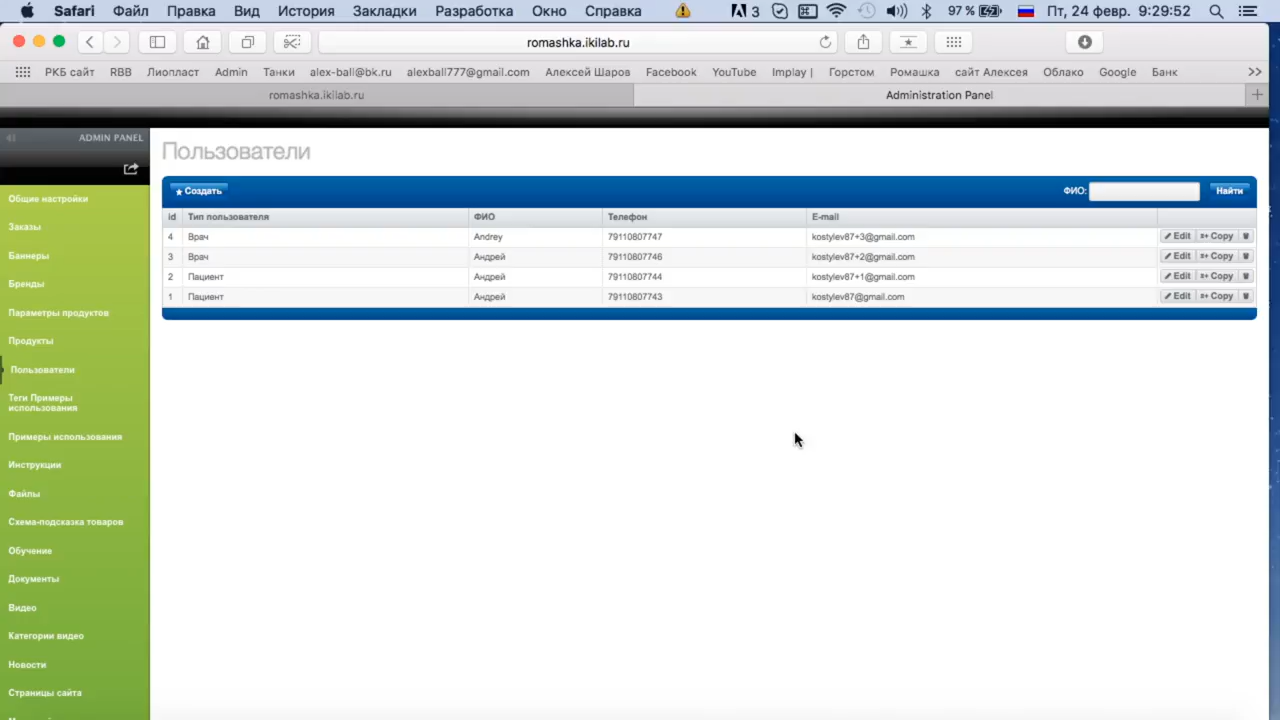 Safari Файл Правка Вид История Закладки Разработка Окно Справка 3 97 % Пт, 24 февр. 9:29:52
romashka.ikilab.ru
РКБ сайт RBB Лиопласт Admin Танки alex-ball@bk.ru alexball777@gmail.com Алексей Шаров Facebook YouTube Implay | Горстом Ромашка сайт Алексея Облако Google Банк >>
romashka.ikilab.ru Administration Panel +
ADMIN PANEL
Общие настройки
Заказы
Баннеры
Бренды
Параметры продуктов
Продукты
Пользователи
Теги Примеры
использования
Примеры использования
Инструкции
Файлы
Схема-подсказка товаров
Обучение
Документы
Видео
Категории видео
Новости
Страницы сайта
Пользователи
Создать ФИО: Найти
id Тип пользователя ФИО Телефон E-mail
4 Врач Andrey 79110807747 kostylev87+3@gmail.com Edit Copy
3 Врач Андрей 79110807746 kostylev87+2@gmail.com Edit Copy
2 Пациент Андрей 79110807744 kostylev87+1@gmail.com Edit Copy
1 Пациент Андрей 79110807743 kostylev87@gmail.com Edit Copy